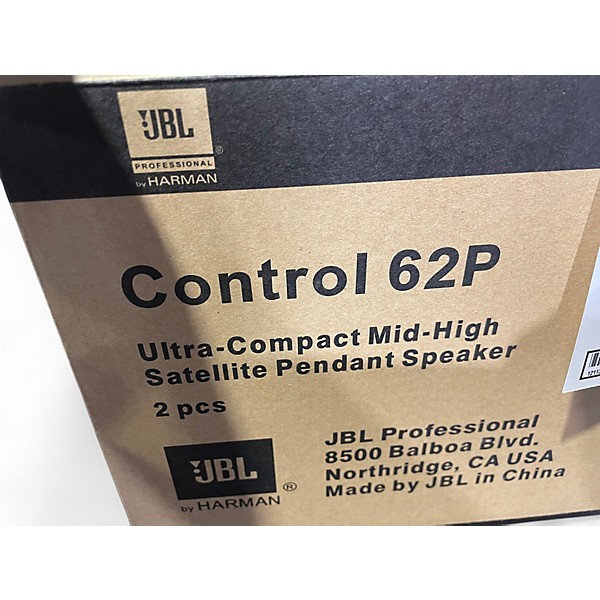 JBL
PROFESSIONAL
®
by HARMAN
Control 62P
Ultra-Compact Mid-High
Satellite Pendant Speaker
2 pcs
JBL
®
by HARMAN
JBL Professional
8500 Balboa Blvd.
Northridge, CA USA
Made by JBL in China